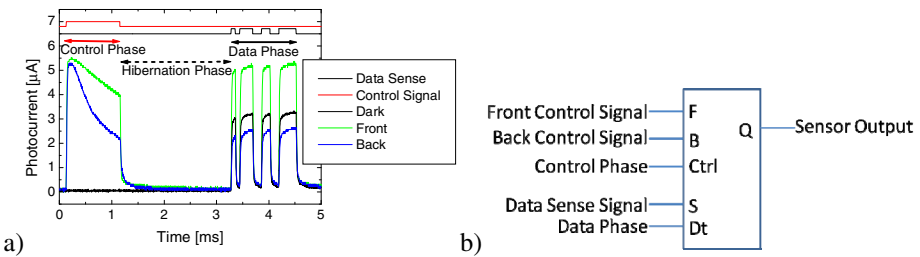 7
6
5
4
3
2
1
0
Photocurrent [µA]
Control Phase
Data Phase
Hibernation Phase
Data Sense
Control Signal
Dark
Front
Back
0 1 2 3 4 5
Time [ms]
a)
Front Control Signal F
Back Control Signal B
Control Phase Ctrl
Data Sense Signal S
Data Phase Dt
Q Sensor Output
b)